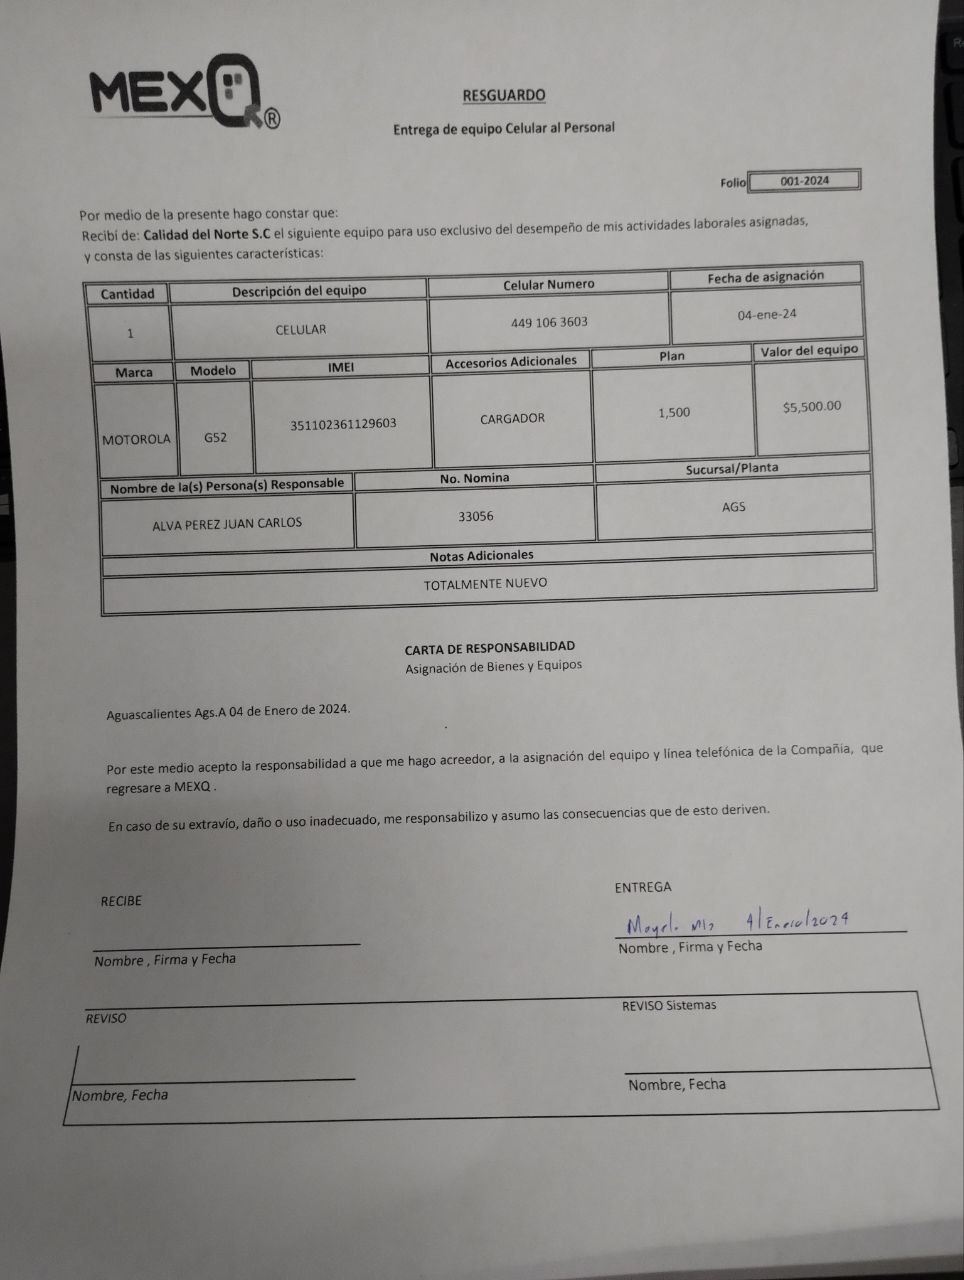 MEXQ®
RESGUARDO
Entrega de equipo Celular al Personal
Folio 001-2024
Por medio de la presente hago constar que:
Recibí de: Calidad del Norte S.C el siguiente equipo para uso exclusivo del desempeño de mis actividades laborales asignadas,
y consta de las siguientes características:
Cantidad Descripción del equipo Celular Numero Fecha de asignación
1 CELULAR 449 106 3603 04-ene-24
Marca Modelo IMEI Accesorios Adicionales Plan Valor del equipo
MOTOROLA G52 351102361129603 CARGADOR 1,500 $5,500.00
Nombre de la(s) Persona(s) Responsable No. Nomina Sucursal/Planta
ALVA PEREZ JUAN CARLOS 33056 AGS
Notas Adicionales
TOTALMENTE NUEVO
CARTA DE RESPONSABILIDAD
Asignación de Bienes y Equipos
Aguascalientes Ags.A 04 de Enero de 2024.
Por este medio acepto la responsabilidad a que me hago acreedor, a la asignación del equipo y línea telefónica de la Compañía, que
regresare a MEXQ .
En caso de su extravío, daño o uso inadecuado, me responsabilizo y asumo las consecuencias que de esto deriven.
RECIBE ENTREGA
4/Enero/2024
Nombre , Firma y Fecha Nombre , Firma y Fecha
REVISO REVISO Sistemas
Nombre, Fecha Nombre, Fecha